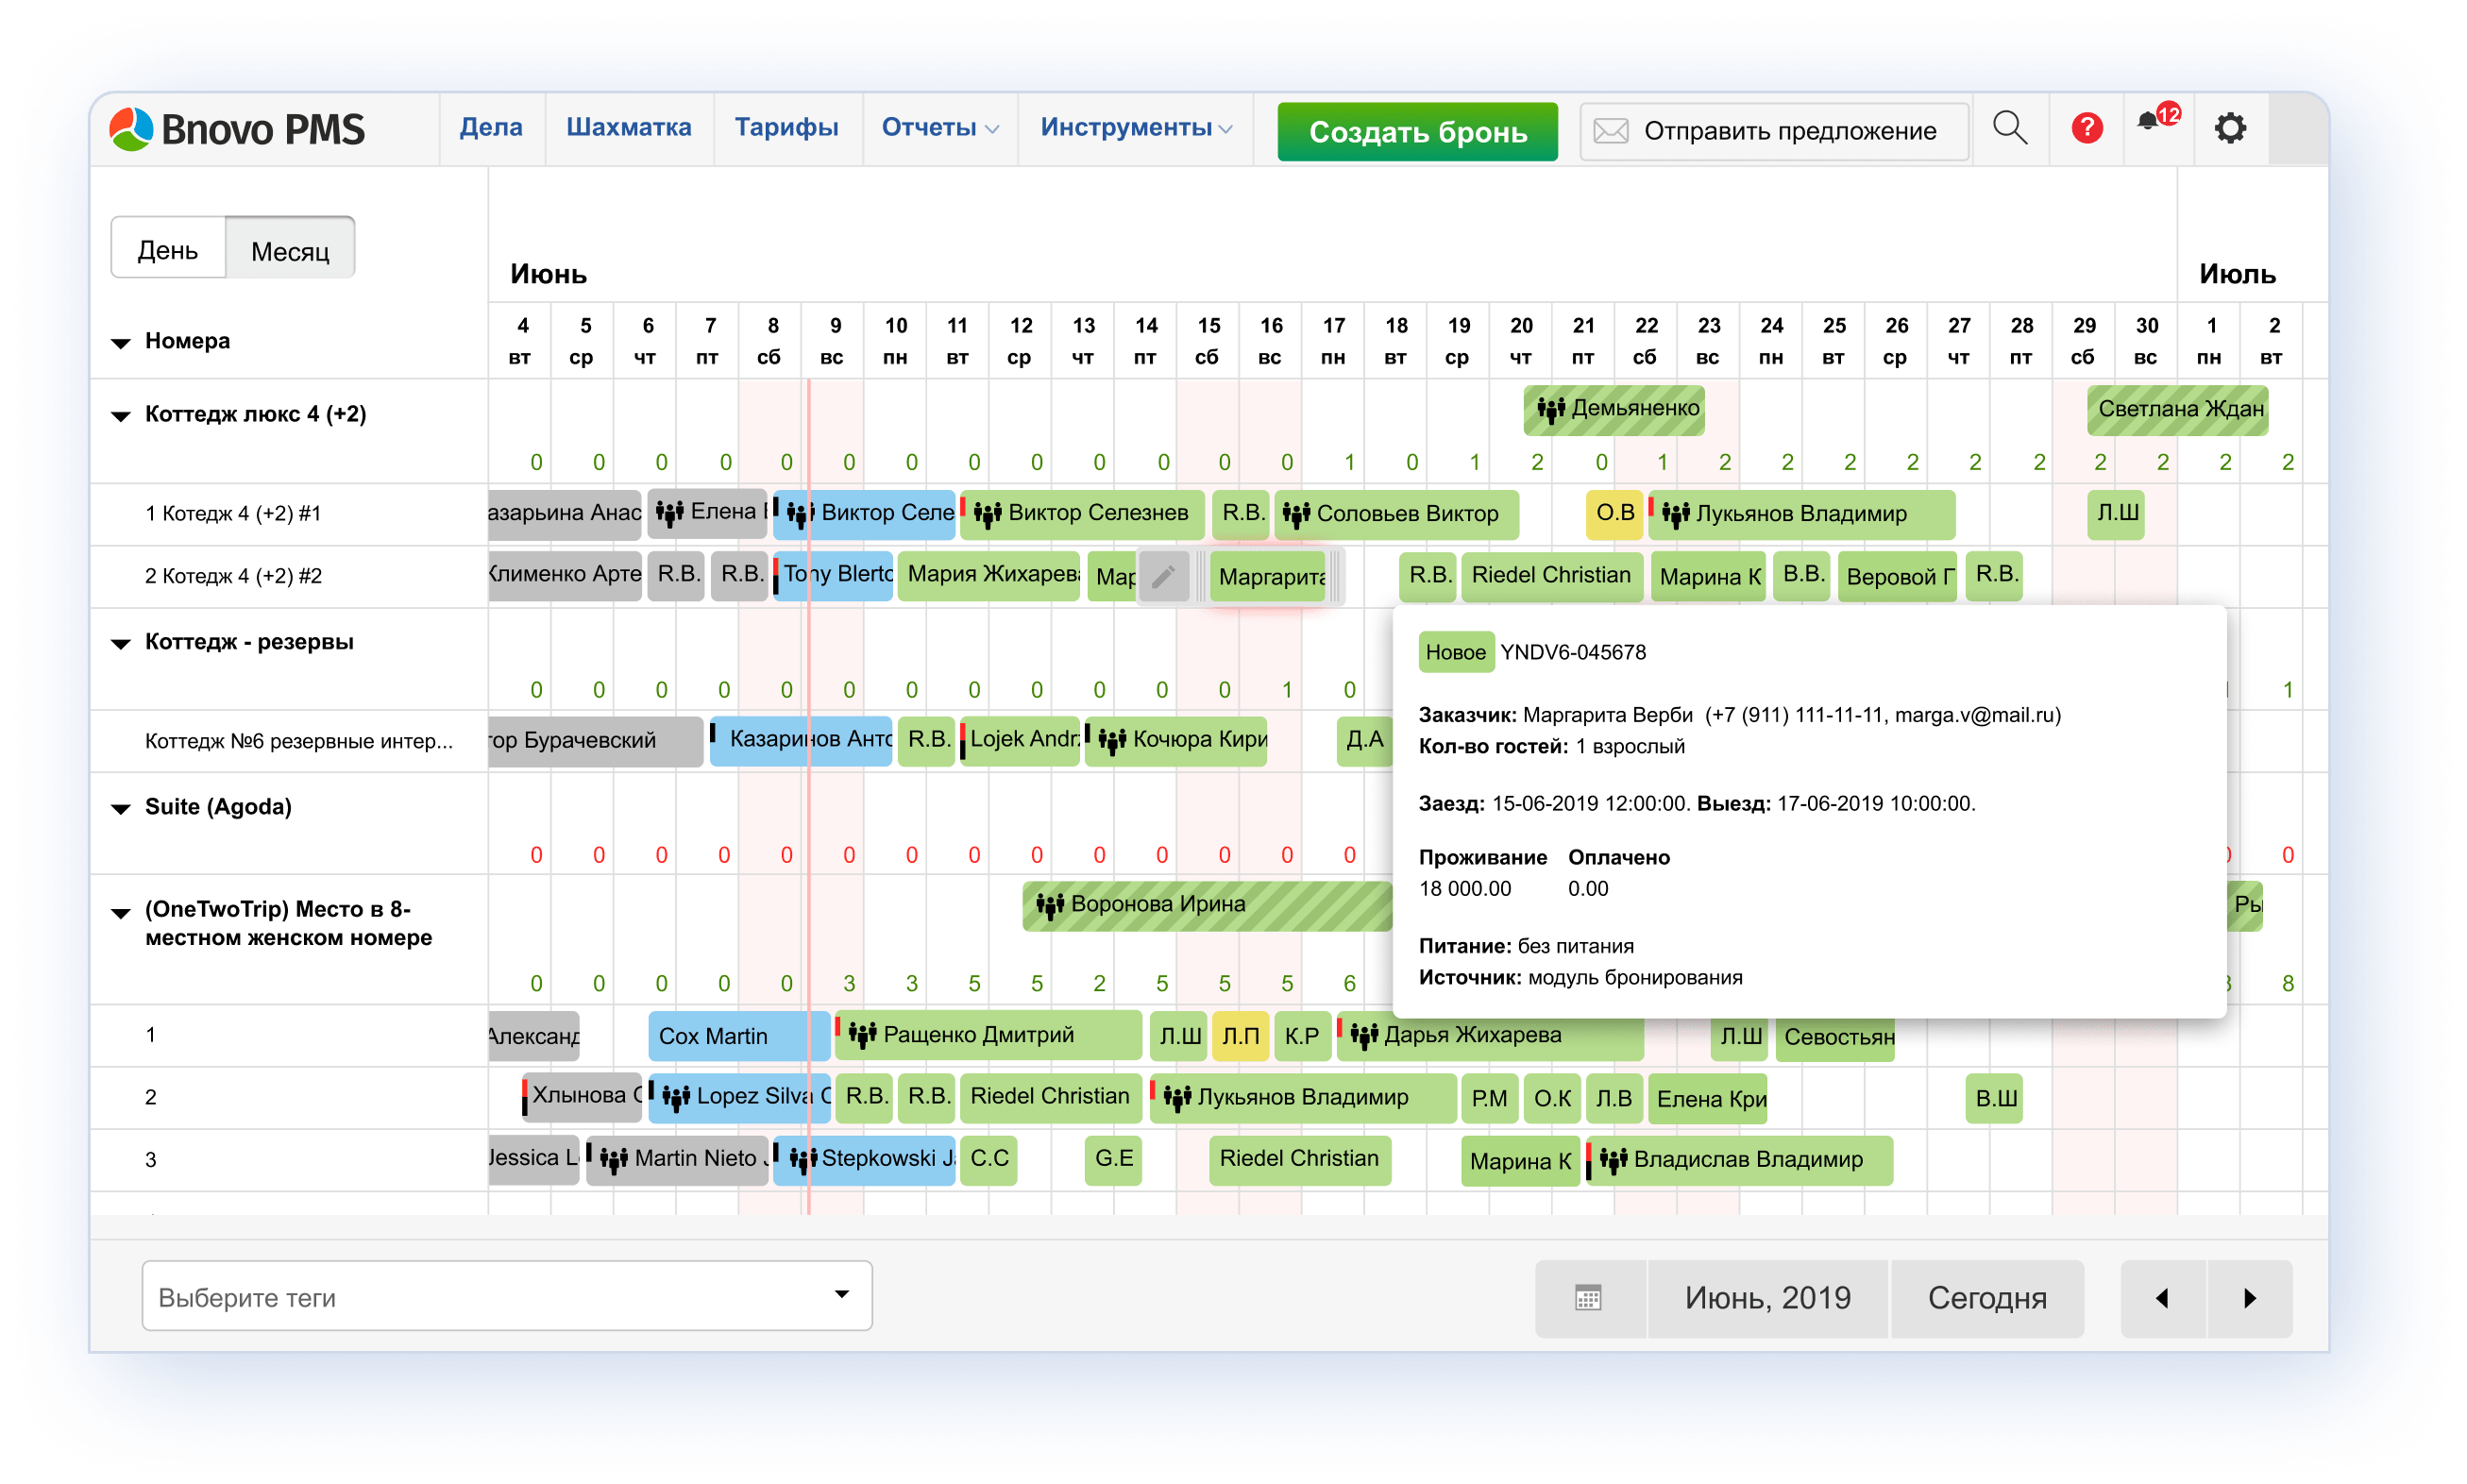 Bnovo PMS Дела Шахматка Тарифы Отчеты Инструменты Создать бронь Отправить предложение ? 12
День Месяц
Июнь Июль
Номера
4 5 6 7 8 9 10 11 12 13 14 15 16 17 18 19 20 21 22 23 24 25 26 27 28 29 30 1 2
вт ср чт пт сб вс пн вт ср чт пт сб вс пн вт ср чт пт сб вс пн вт ср чт пт сб вс пн вт
Коттедж люкс 4 (+2) Демьяненко Светлана Ждан
0 0 0 0 0 0 0 0 0 0 0 0 0 1 0 1 2 0 1 2 2 2 2 2 2 2 2 2 2
1 Котедж 4 (+2) #1 азарьина Анас Елена Виктор Селе Виктор Селезнев R.B. Соловьев Виктор О.В Лукьянов Владимир Л.Ш
2 Котедж 4 (+2) #2 Клименко Арте R.B. R.B. Tony Blerto Мария Жихарева Мар Маргарита R.B. Riedel Christian Марина К В.В. Веровой Г R.B.
Коттедж - резервы
0 0 0 0 0 0 0 0 0 0 0 0 1 0 1
Коттедж №6 резервные интер... гор Бурачевский Казаринов Анто R.B. Lojek Andrz Кочюра Кири Д.А
Suite (Agoda)
0 0 0 0 0 0 0 0 0 0 0 0 0 0 0
(OneTwoTrip) Место в 8-
местном женском номере
Воронова Ирина Ры
0 0 0 0 0 3 3 5 5 2 5 5 5 6 8
Новое YNDV6-045678
Заказчик: Маргарита Верби (+7 (911) 111-11-11, marga.v@mail.ru)
Кол-во гостей: 1 взрослый
Заезд: 15-06-2019 12:00:00. Выезд: 17-06-2019 10:00:00.
Проживание Оплачено
18 000.00 0.00
Питание: без питания
Источник: модуль бронирования
1 Александ Cox Martin Ращенко Дмитрий Л.Ш Л.П К.Р Дарья Жихарева Л.Ш Севостьян
2 Хлынова Lopez Silva R.B. R.B. Riedel Christian Лукьянов Владимир Р.М О.К Л.В Елена Кри В.Ш
3 Jessica L Martin Nieto Stepkowski J C.C G.E Riedel Christian Марина К Владислав Владимир
Выберите теги Июнь, 2019 Сегодня